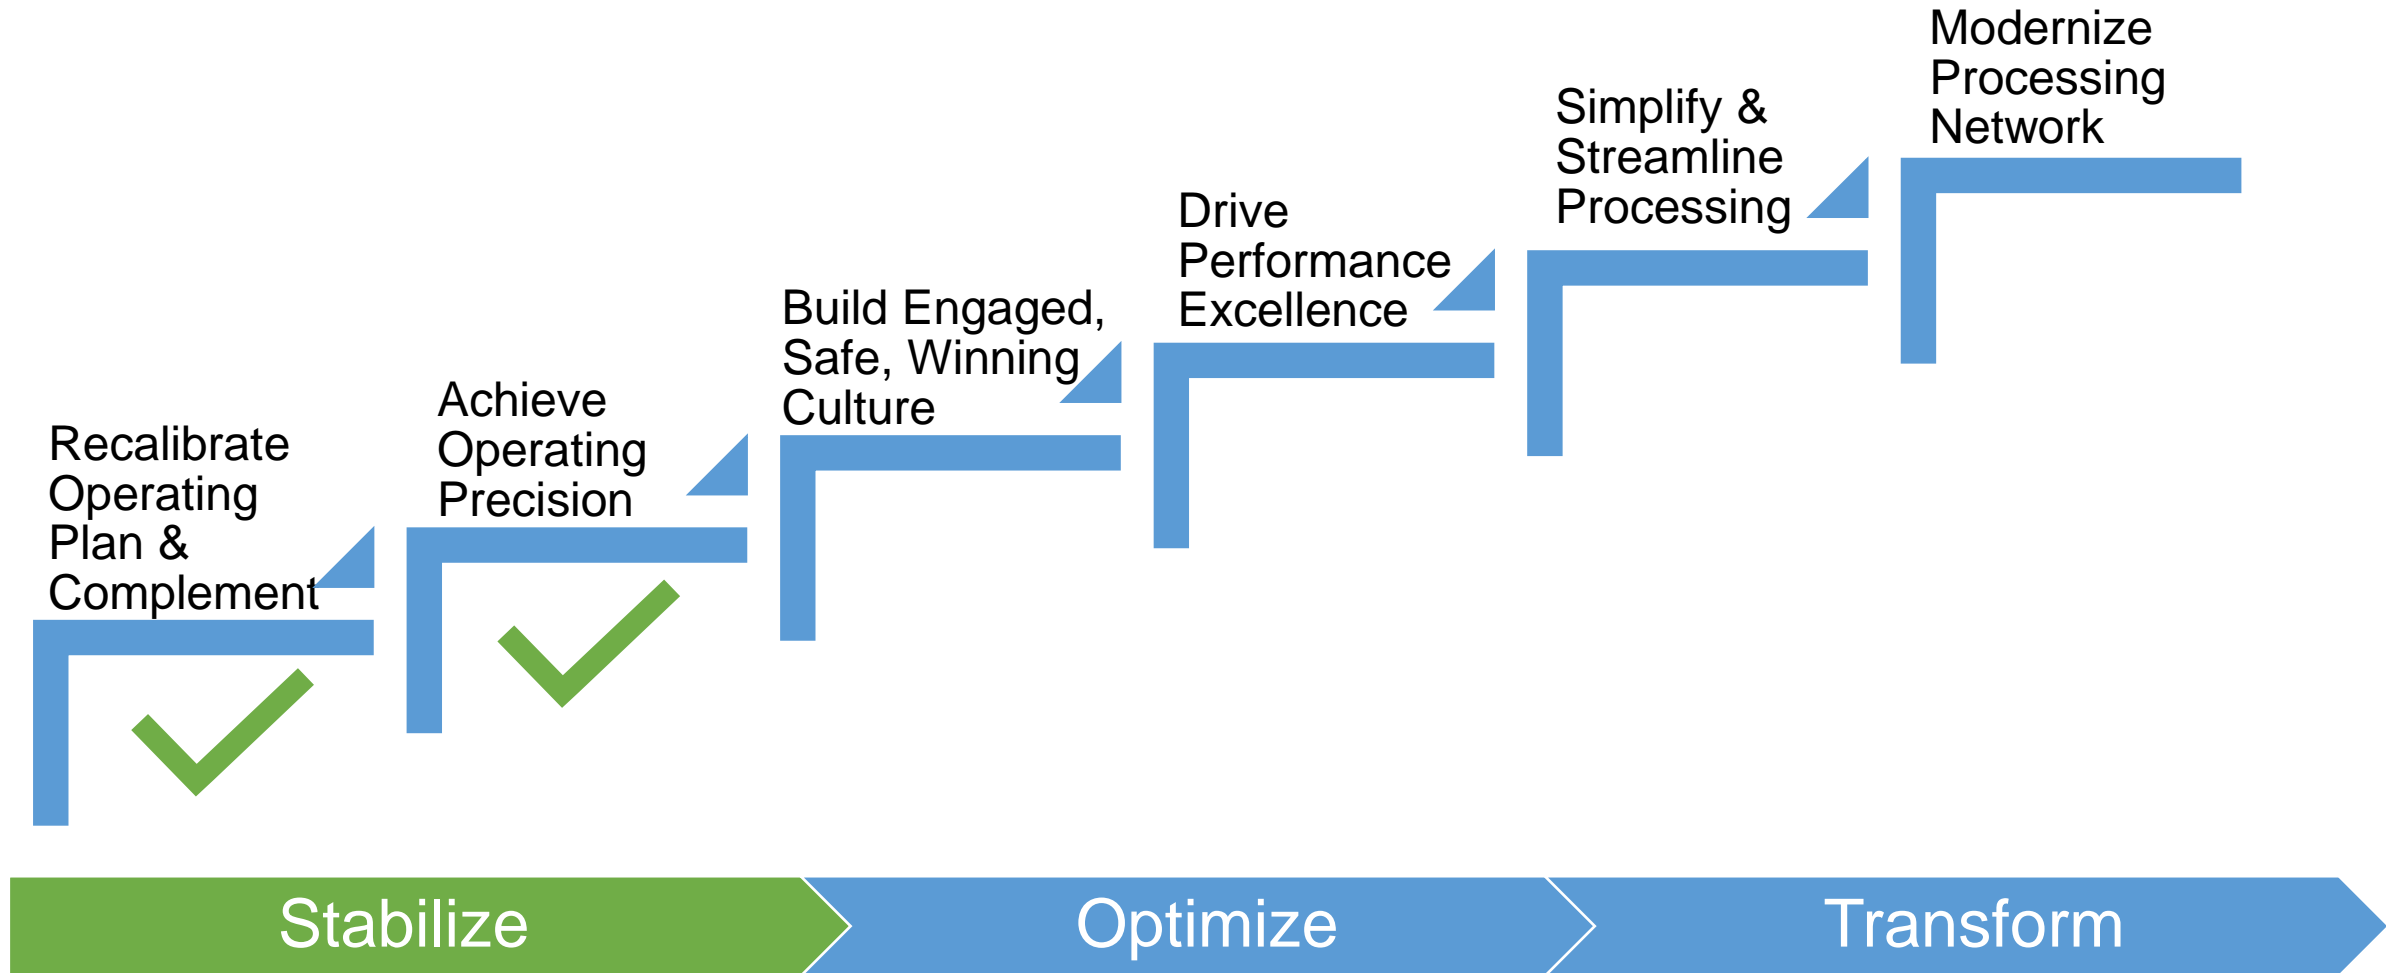 Recalibrate
Operating
Plan &
Complement
Achieve
Operating
Precision
Build Engaged,
Safe, Winning
Culture
Drive
Performance
Excellence
Simplify &
Streamline
Processing
Modernize
Processing
Network
Stabilize
Optimize
Transform